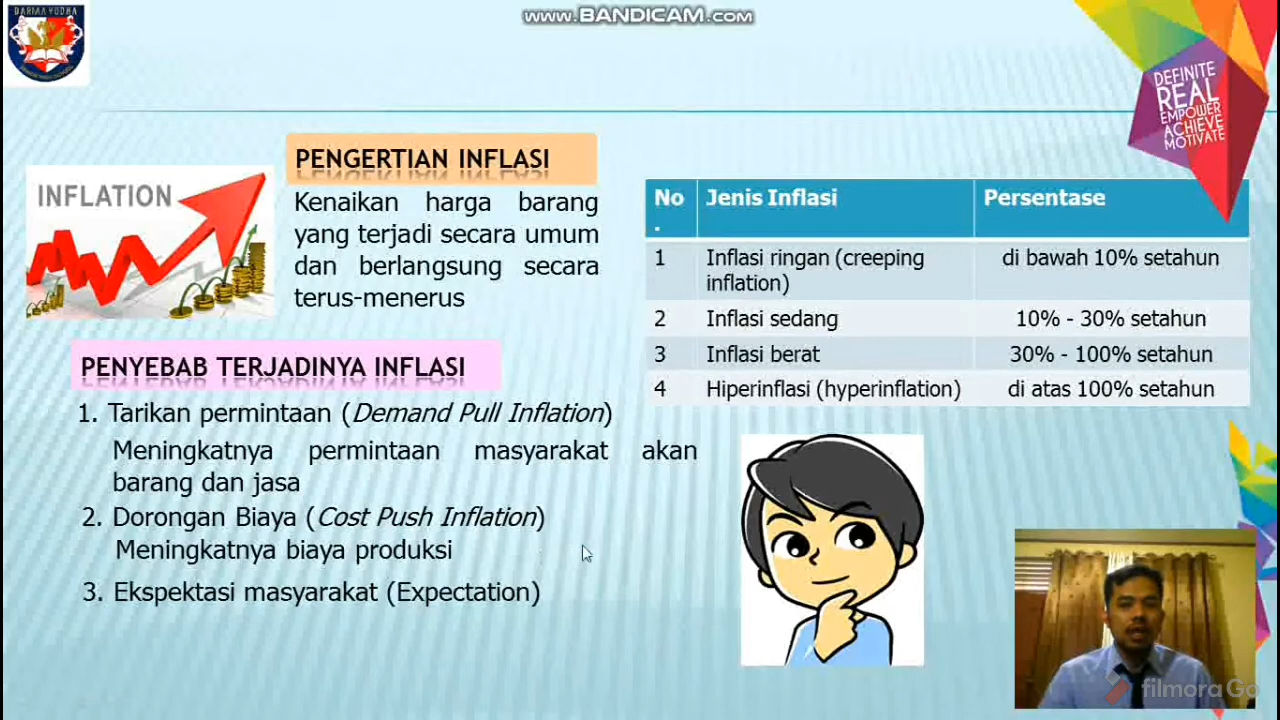 www.BANDICAM.com
DARMA YUDHA
DEFINITE
REAL
EMPOWER
ACHIEVE
MOTIVATE
INFLATION
PENGERTIAN INFLASI
Kenaikan harga barang
yang terjadi secara umum
dan berlangsung secara
terus-menerus
No
.
Jenis Inflasi
Persentase
1
Inflasi ringan (creeping
inflation)
di bawah 10% setahun
2
Inflasi sedang
10% - 30% setahun
3
Inflasi berat
30% - 100% setahun
4
Hiperinflasi (hyperinflation)
di atas 100% setahun
PENYEBAB TERJADINYA INFLASI
1. Tarikan permintaan (Demand Pull Inflation)
Meningkatnya permintaan masyarakat akan
barang dan jasa
2. Dorongan Biaya (Cost Push Inflation)
Meningkatnya biaya produksi
3. Ekspektasi masyarakat (Expectation)
filmora Go